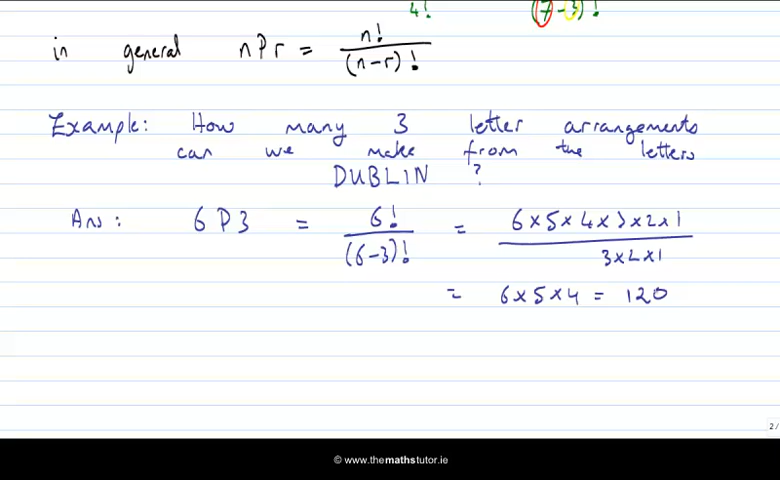 4! (7-3)!
in general nPr = n! / (n-r)!
Example: How many 3 letter arrangements
can we make from the letters
DUBLIN ?
Ans: 6P3 = 6! / (6-3)! = 6×5×4×3×2×1 / 3×2×1
= 6×5×4 = 120
2/
© www.themathstutor.ie